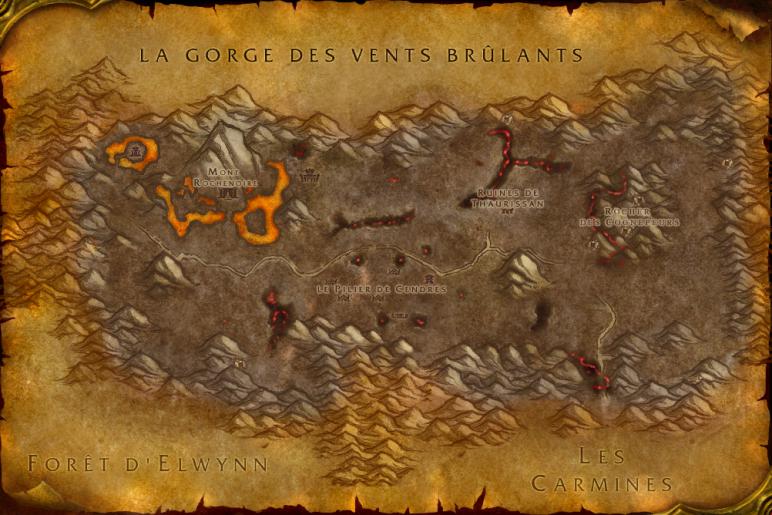 LA GORGE DES VENTS BRÛLANTS
MONT
ROCHENOIRE
RUINES DE
THAURISSAN
ROCHER
DES COGNEPEURS
LE PILIER DE CENDRES
FORÊT D'ELWYNN
LES
CARMINES